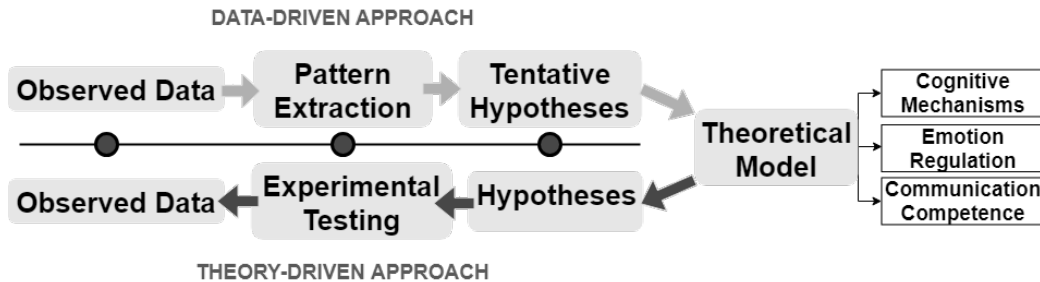 DATA-DRIVEN APPROACH
Observed Data
Pattern
Extraction
Tentative
Hypotheses
Theoretical
Model
Cognitive
Mechanisms
Emotion
Regulation
Communication
Competence
Observed Data
Experimental
Testing
Hypotheses
THEORY-DRIVEN APPROACH